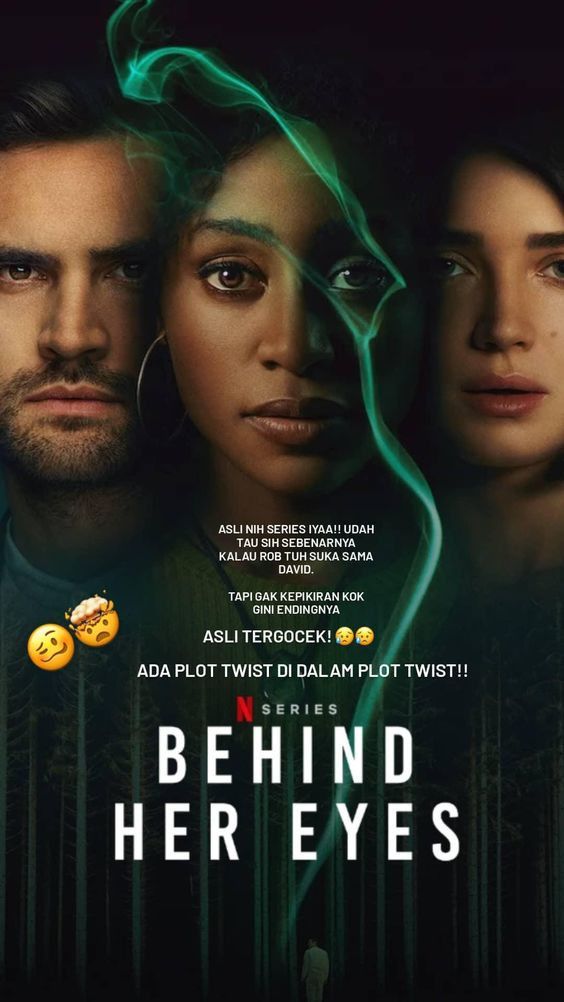 ASLI NIH SERIES IYAA!! UDAH
TAU SIH SEBENARNYA
KALAU ROB TUH SUKA SAMA
DAVID.
TAPI GAK KEPIKIRAN KOK
GINI ENDINGNYA
ASLI TERGOCEK! 😥😥
ADA PLOT TWIST DI DALAM PLOT TWIST!!
N SERIES
BEHIND
HER EYES